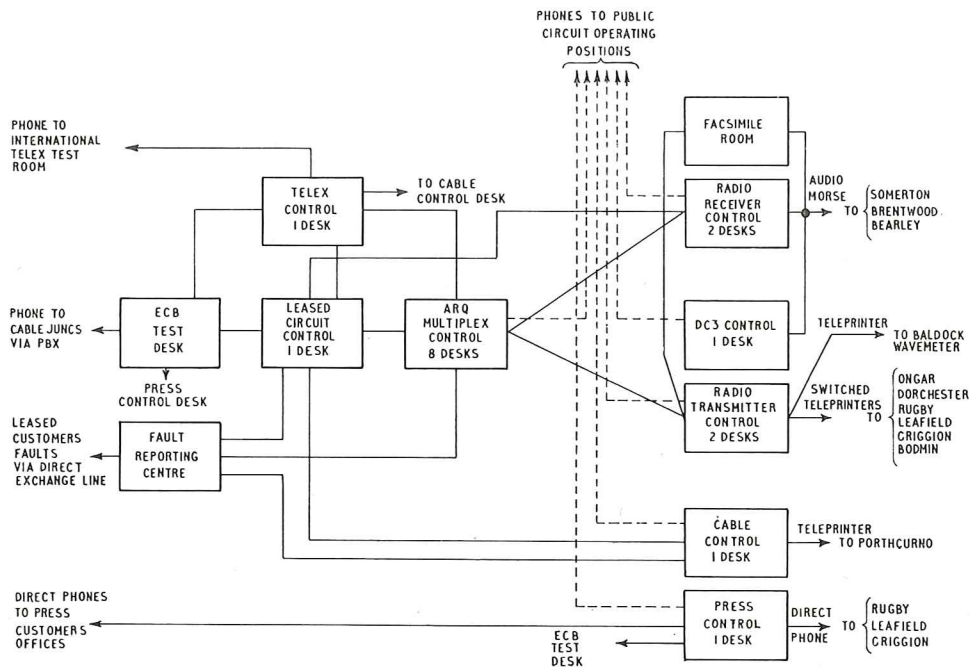 PHONES TO PUBLIC
CIRCUIT OPERATING
POSITIONS
PHONE TO
INTERNATIONAL
TELEX TEST
ROOM
TELEX
CONTROL
1 DESK
TO CABLE
CONTROL DESK
FACSIMILE
ROOM
RADIO
RECEIVER
CONTROL
2 DESKS
AUDIO
MORSE
TO
SOMERTON
BRENTWOOD
BEARLEY
PHONE TO
CABLE JUNCS
VIA PBX
ECB
TEST
DESK
LEASED
CIRCUIT
CONTROL
1 DESK
ARQ
MULTIPLEX
CONTROL
8 DESKS
DC3 CONTROL
1 DESK
TELEPRINTER
TO BALDOCK
WAVEMETER
PRESS
CONTROL DESK
RADIO
TRANSMITTER
CONTROL
2 DESKS
SWITCHED
TELEPRINTERS
TO
ONGAR
DORCHESTER
RUGBY
LEAFIELD
CRIGGION
BODMIN
LEASED
CUSTOMERS
FAULTS
VIA DIRECT
EXCHANGE LINE
FAULT
REPORTING
CENTRE
CABLE
CONTROL
1 DESK
TELEPRINTER
TO PORTHCURNO
DIRECT PHONES
TO PRESS
CUSTOMERS
OFFICES
ECB
TEST
DESK
PRESS
CONTROL
1 DESK
DIRECT
PHONE
TO
RUGBY
LEAFIELD
CRIGGION